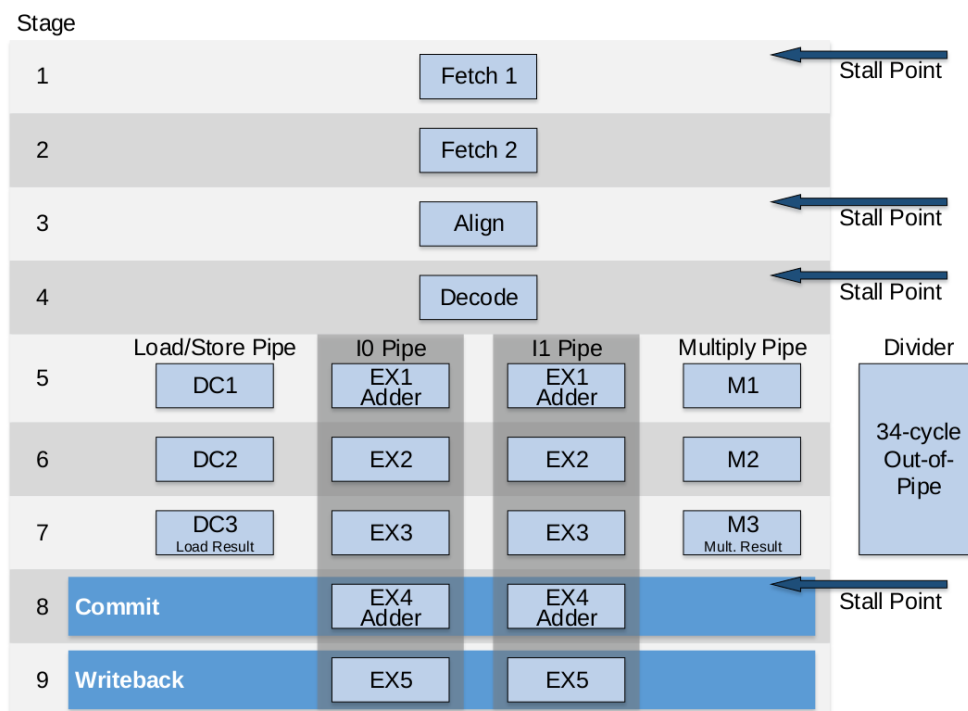 Stage
1
Fetch 1
Stall Point
2
Fetch 2
3
Align
Stall Point
4
Decode
Stall Point
Load/Store Pipe
I0 Pipe
I1 Pipe
Multiply Pipe
Divider
5
DC1
EX1
Adder
EX1
Adder
M1
34-cycle
Out-of-
Pipe
6
DC2
EX2
EX2
M2
7
DC3
Load Result
EX3
EX3
M3
Mult. Result
8
Commit
EX4
Adder
EX4
Adder
Stall Point
9
Writeback
EX5
EX5